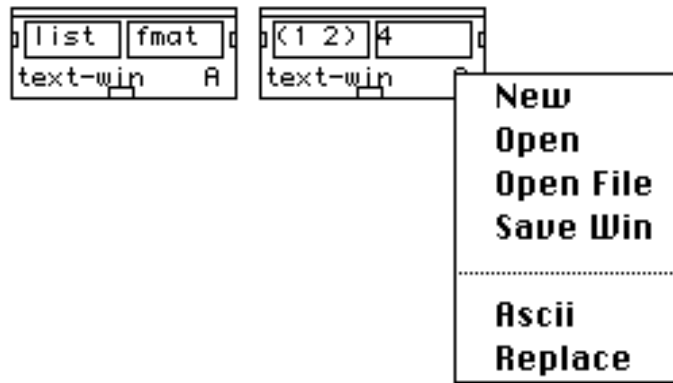 list fmat (1 2) 4
text-win A text-win
New
Open
Open File
Save Win
Ascii
Replace